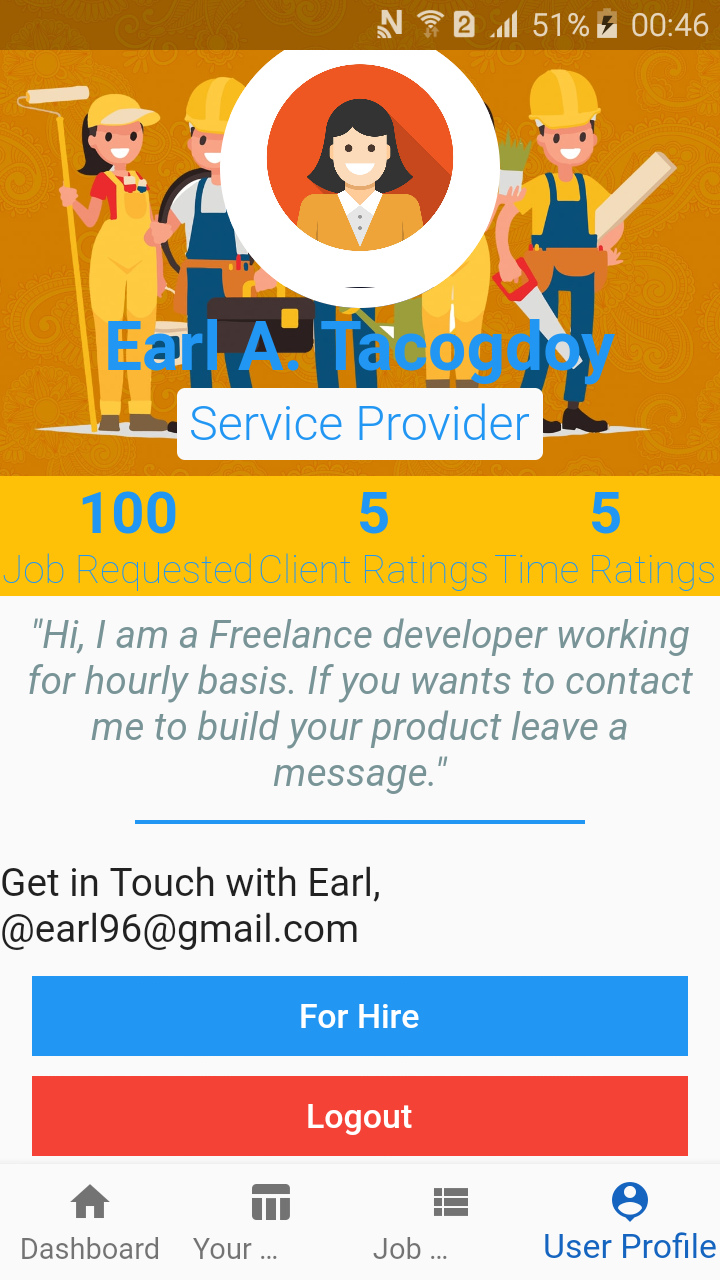 2 51% 00:46
Earl A. Tacogdoy
Service Provider
100 5 5
Job Requested Client Ratings Time Ratings
"Hi, I am a Freelance developer working
for hourly basis. If you wants to contact
me to build your product leave a
message."
Get in Touch with Earl,
@earl96@gmail.com
For Hire
Logout
Dashboard Your ... Job ... User Profile